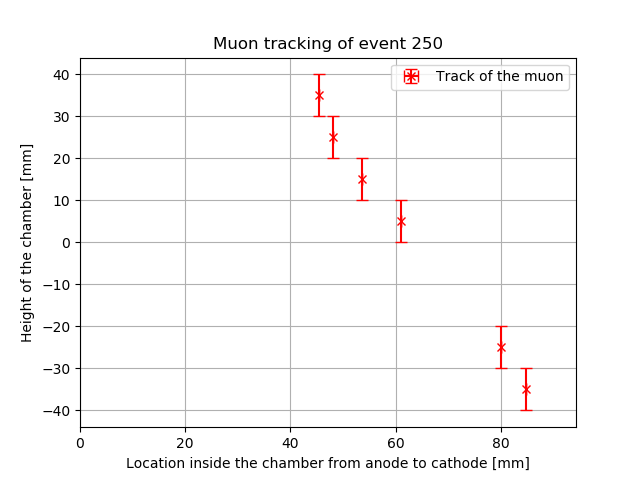 Muon tracking of event 250
Track of the muon
40
30
20
10
0
−10
−20
−30
−40
Height of the chamber [mm]
0 20 40 60 80
Location inside the chamber from anode to cathode [mm]